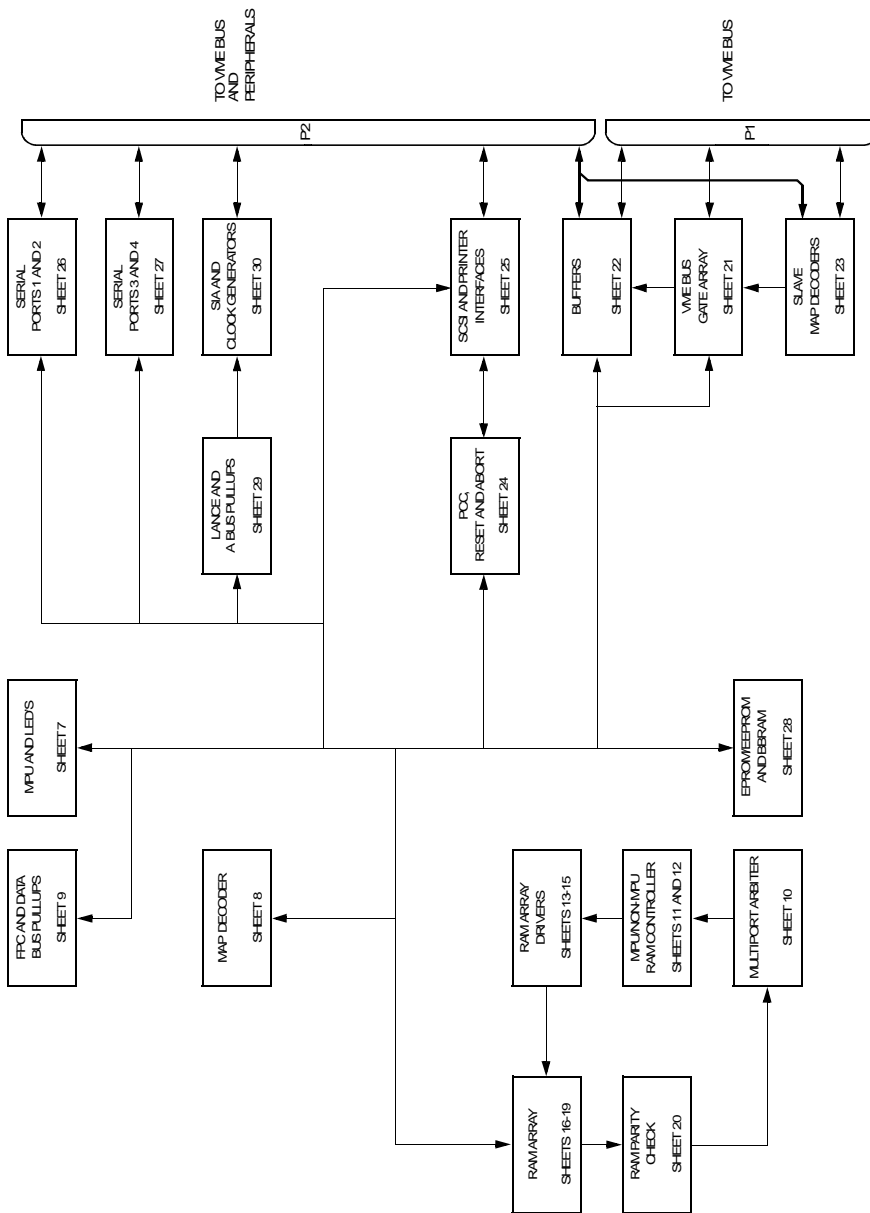 FPC AND DATA
BUS PULLUPS
SHEET 9
MPU AND LED'S
SHEET 7
SERIAL
PORTS 1 AND 2
SHEET 26
SERIAL
PORTS 3 AND 4
SHEET 27
MAP DECODER
SHEET 8
LANCE AND
A BUS PULLUPS
SHEET 29
SIA AND
CLOCK GENERATORS
SHEET 30
P2
TO VME BUS
AND
PERIPHERALS
RAM ARRAY
SHEETS 16-19
RAM ARRAY
DRIVERS
SHEETS 13-15
PCC,
RESET AND ABORT
SHEET 24
SCSI AND PRINTER
INTERFACES
SHEET 25
RAM PARITY
CHECK
SHEET 20
MPU/NON-MPU
RAM CONTROLLER
SHEETS 11 AND 12
BUFFERS
SHEET 22
MULTIPORT ARBITER
SHEET 10
EPROM/EEPROM
AND BBRAM
SHEET 28
VME BUS
GATE ARRAY
SHEET 21
SLAVE
MAP DECODERS
SHEET 23
P1
TO VME BUS